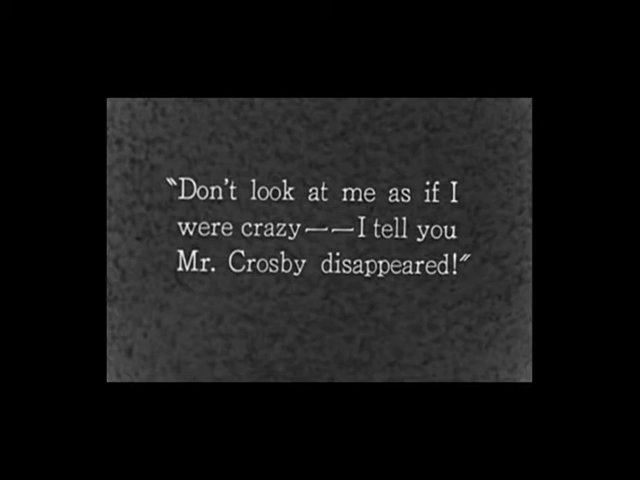 "Don't look at me as if I
were crazy——I tell you
Mr. Crosby disappeared!"